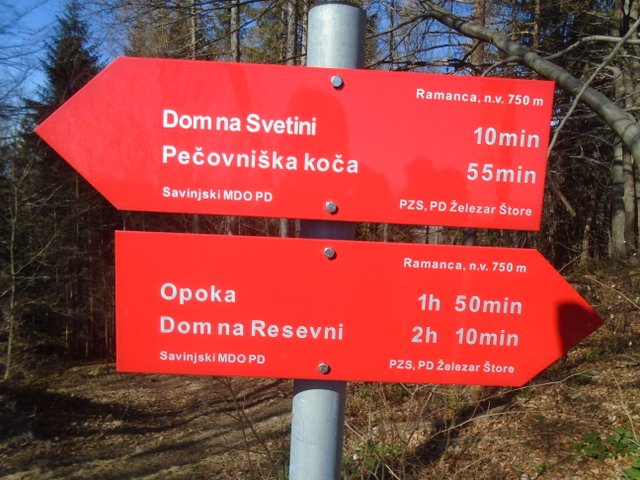 Ramanca, n.v. 750 m
Dom na Svetini 10min
Pečovniška koča 55min
Savinjski MDO PD PZS, PD Železar Štore
Ramanca, n.v. 750 m
Opoka 1h 50min
Dom na Resevni 2h 10min
Savinjski MDO PD PZS, PD Železar Štore